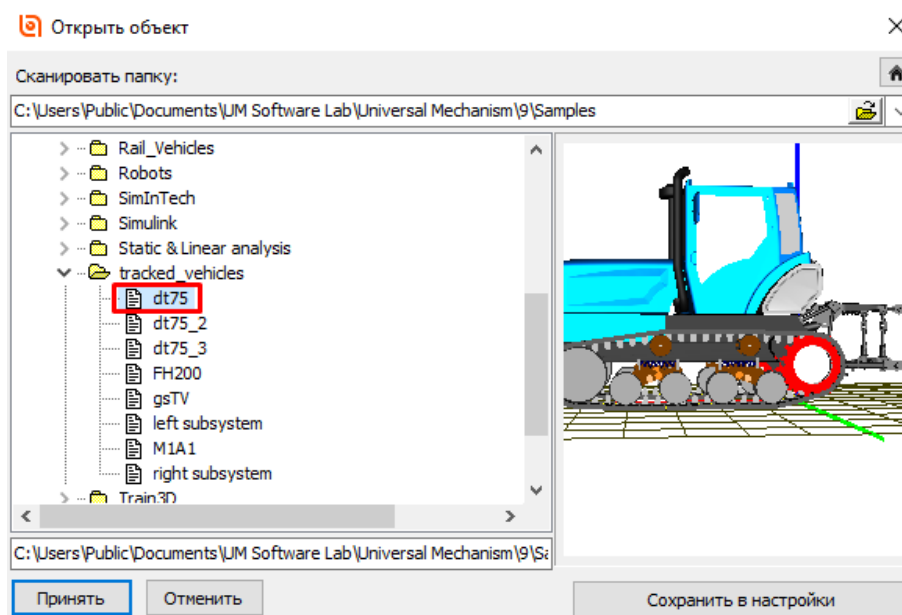 Открыть объект
Сканировать папку:
C:\Users\Public\Documents\UM Software Lab\Universal Mechanism\9\Samples
Rail_Vehicles
Robots
SimInTech
Simulink
Static & Linear analysis
tracked_vehicles
dt75
dt75_2
dt75_3
FH200
gsTV
left subsystem
M1A1
right subsystem
Train3D
C:\Users\Public\Documents\UM Software Lab\Universal Mechanism\9\Sa
Принять
Отменить
Сохранить в настройки